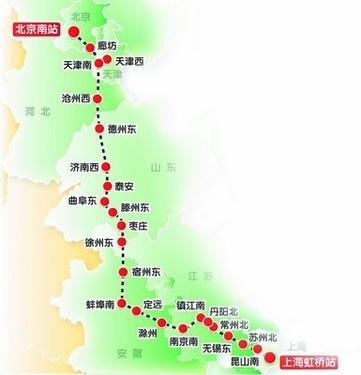 北京
北京南站
廊坊
天津南
天津西
天津
沧州西
河北
德州东
济南西
山东
泰安
曲阜东
滕州东
枣庄
徐州东
宿州东
江苏
蚌埠南
定远
镇江南
丹阳北
滁州
常州北
南京南
苏州北
无锡东
上海
昆山南
上海虹桥站
安徽